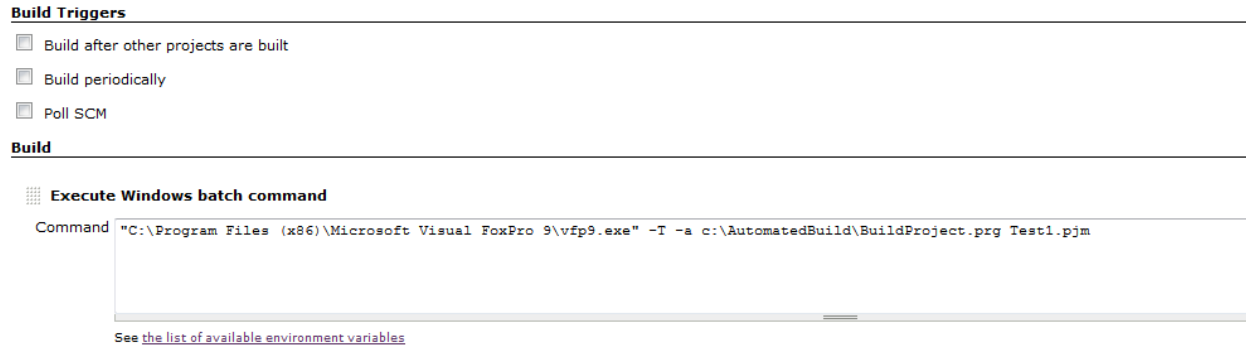 Build Triggers
Build after other projects are built
Build periodically
Poll SCM
Build
Execute Windows batch command
Command "C:\Program Files (x86)\Microsoft Visual FoxPro 9\vfp9.exe" -T -a c:\AutomatedBuild\BuildProject.prg Test1.pjm
See the list of available environment variables